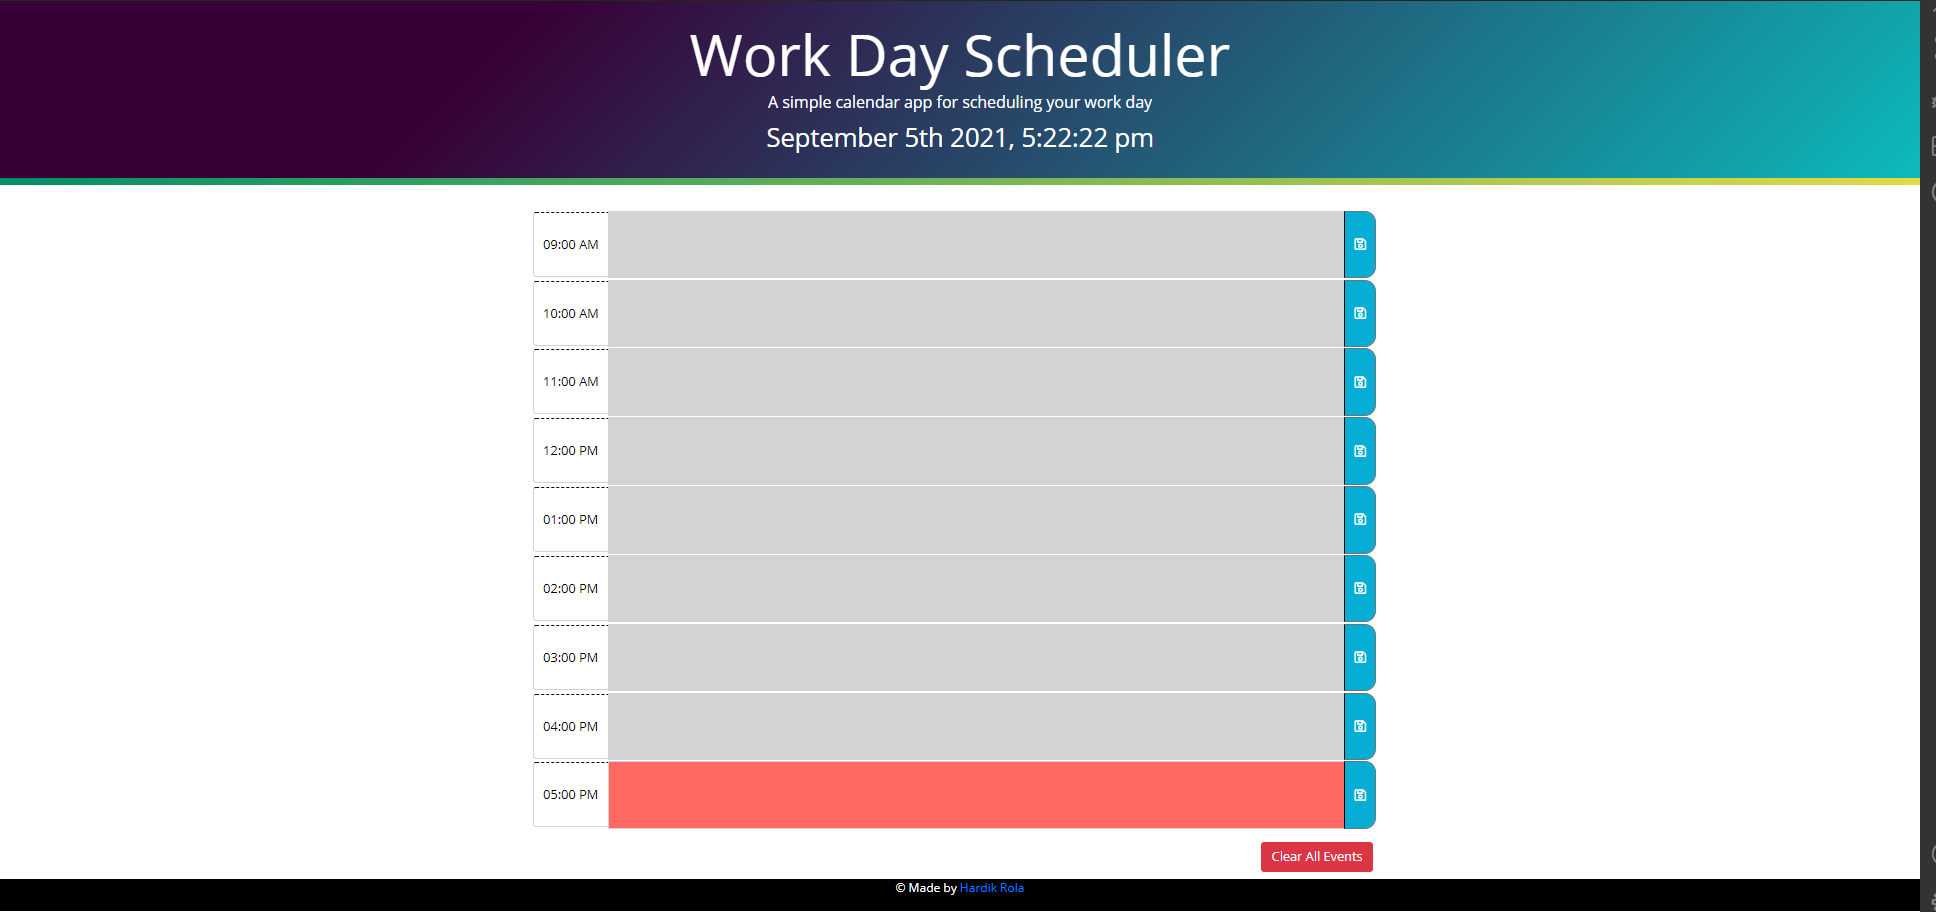 Work Day Scheduler
A simple calendar app for scheduling your work day
September 5th 2021, 5:22:22 pm
09:00 AM
10:00 AM
11:00 AM
12:00 PM
01:00 PM
02:00 PM
03:00 PM
04:00 PM
05:00 PM
Clear All Events
© Made by Hardik Rola